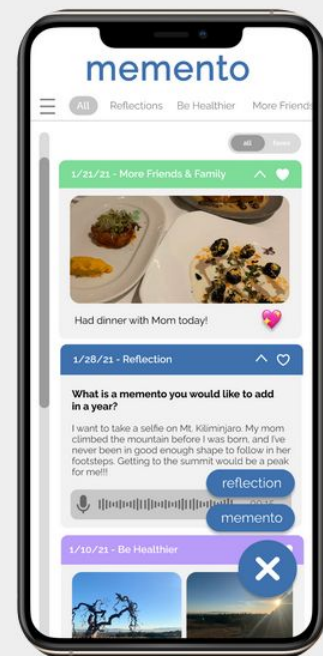 memento
All Reflections Be Healthier More Friends
all faves
1/21/21 - More Friends & Family
Had dinner with Mom today!
1/28/21 - Reflection
What is a memento you would like to add
in a year?
I want to take a selfie on Mt. Kiliminjaro. My mom
climbed the mountain before I was born, and I've
never been in good enough shape to follow in her
footsteps. Getting to the summit would be a peak
for me!!!
reflection
memento
1/10/21 - Be Healthier